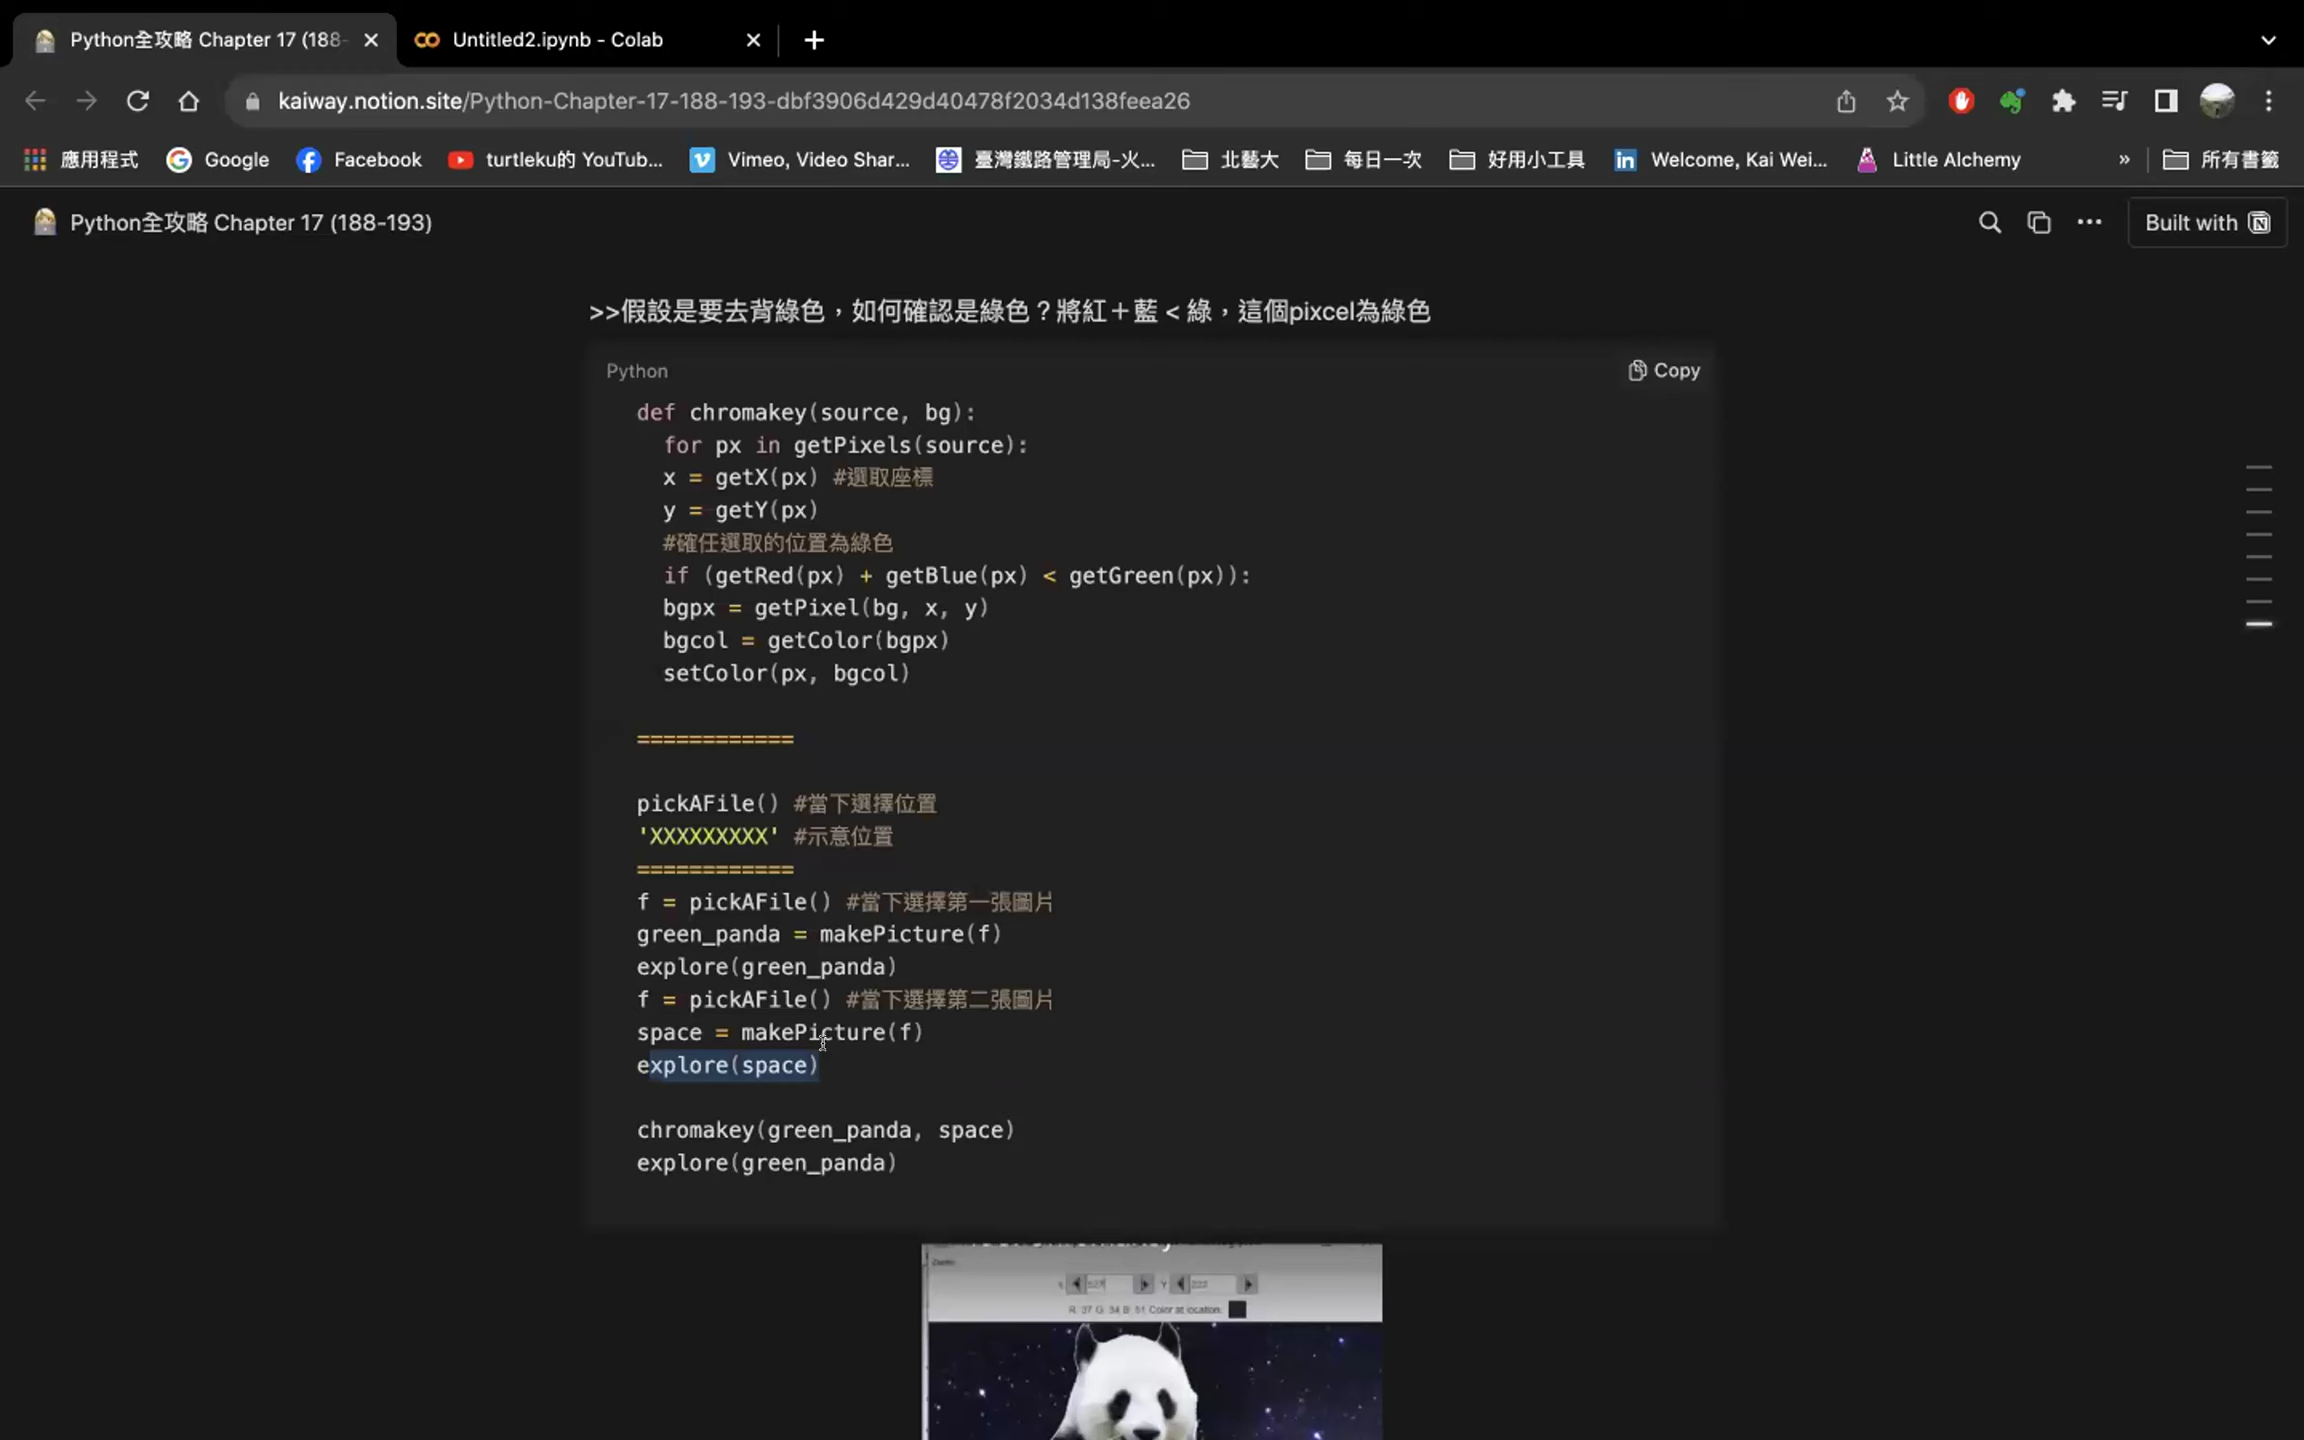 Python全攻略 Chapter 17 (188-
Untitled2.ipynb - Colab
kaiway.notion.site/Python-Chapter-17-188-193-dbf3906d429d40478f2034d138feea26
應用程式
Google
Facebook
turtleku的 YouTub...
Vimeo, Video Shar...
臺灣鐵路管理局-火...
北藝大
每日一次
好用小工具
Welcome, Kai Wei...
Little Alchemy
»
所有書籤
Python全攻略 Chapter 17 (188-193)
Built with
>>假設是要去背綠色，如何確認是綠色？將紅＋藍 < 綠，這個pixcel為綠色
Python
Copy
def chromakey(source, bg):
for px in getPixels(source):
x = getX(px) #選取座標
y = getY(px)
#確任選取的位置為綠色
if (getRed(px) + getBlue(px) < getGreen(px)):
bgpx = getPixel(bg, x, y)
bgcol = getColor(bgpx)
setColor(px, bgcol)
============
pickAFile() #當下選擇位置
'XXXXXXXXX' #示意位置
============
f = pickAFile() #當下選擇第一張圖片
green_panda = makePicture(f)
explore(green_panda)
f = pickAFile() #當下選擇第二張圖片
space = makePicture(f)
explore(space)
chromakey(green_panda, space)
explore(green_panda)
R: 37 G: 34 B: 51 Color at location: